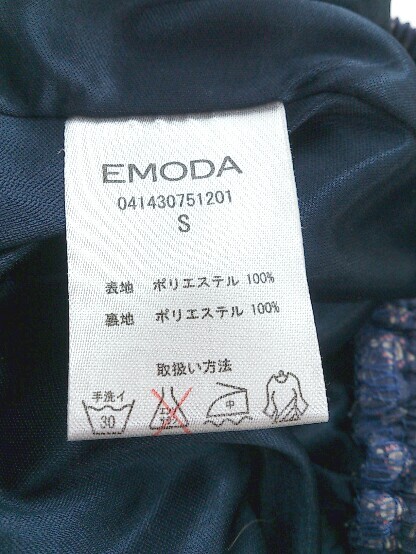 EMODA
041430751201
S
表地 ポリエステル 100%
裏地 ポリエステル 100%
取扱い方法
手洗イ
30
中